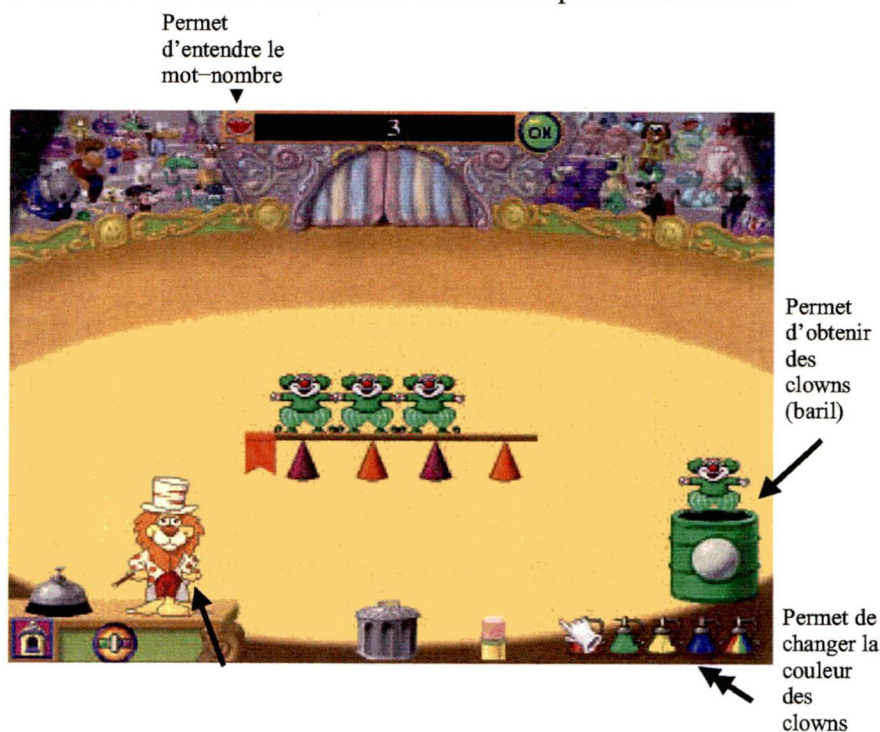 Permet
d'entendre le
mot-nombre
3
OK
Permet
d'obtenir
des
clowns
(baril)
Permet de
changer la
couleur
des
clowns